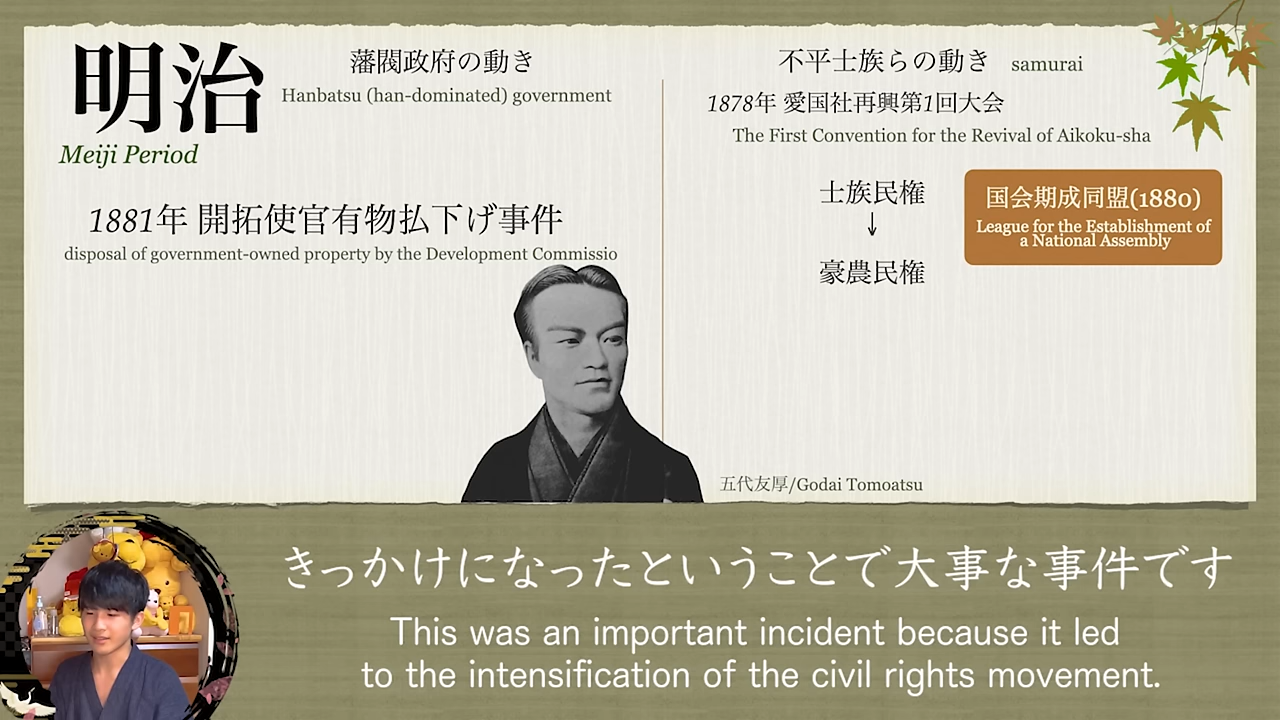 明治
Meiji Period
藩閥政府の動き
Hanbatsu (han-dominated) government
1881年 開拓使官有物払下げ事件
disposal of government-owned property by the Development Commissio
不平士族らの動き samurai
1878年 愛国社再興第1回大会
The First Convention for the Revival of Aikoku-sha
士族民権
↓
豪農民権
国会期成同盟(1880)
League for the Establishment of
a National Assembly
五代友厚/Godai Tomoatsu
きっかけになったということで大事な事件です
This was an important incident because it led
to the intensification of the civil rights movement.